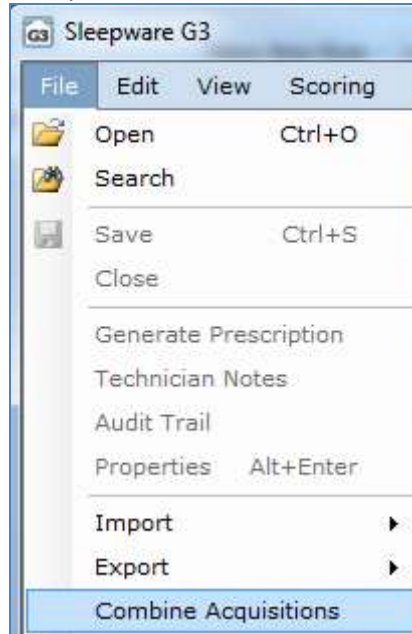 G3 Sleepware G3
File Edit View Scoring
Open Ctrl+O
Search
Save Ctrl+S
Close
Generate Prescription
Technician Notes
Audit Trail
Properties Alt+Enter
Import
Export
Combine Acquisitions